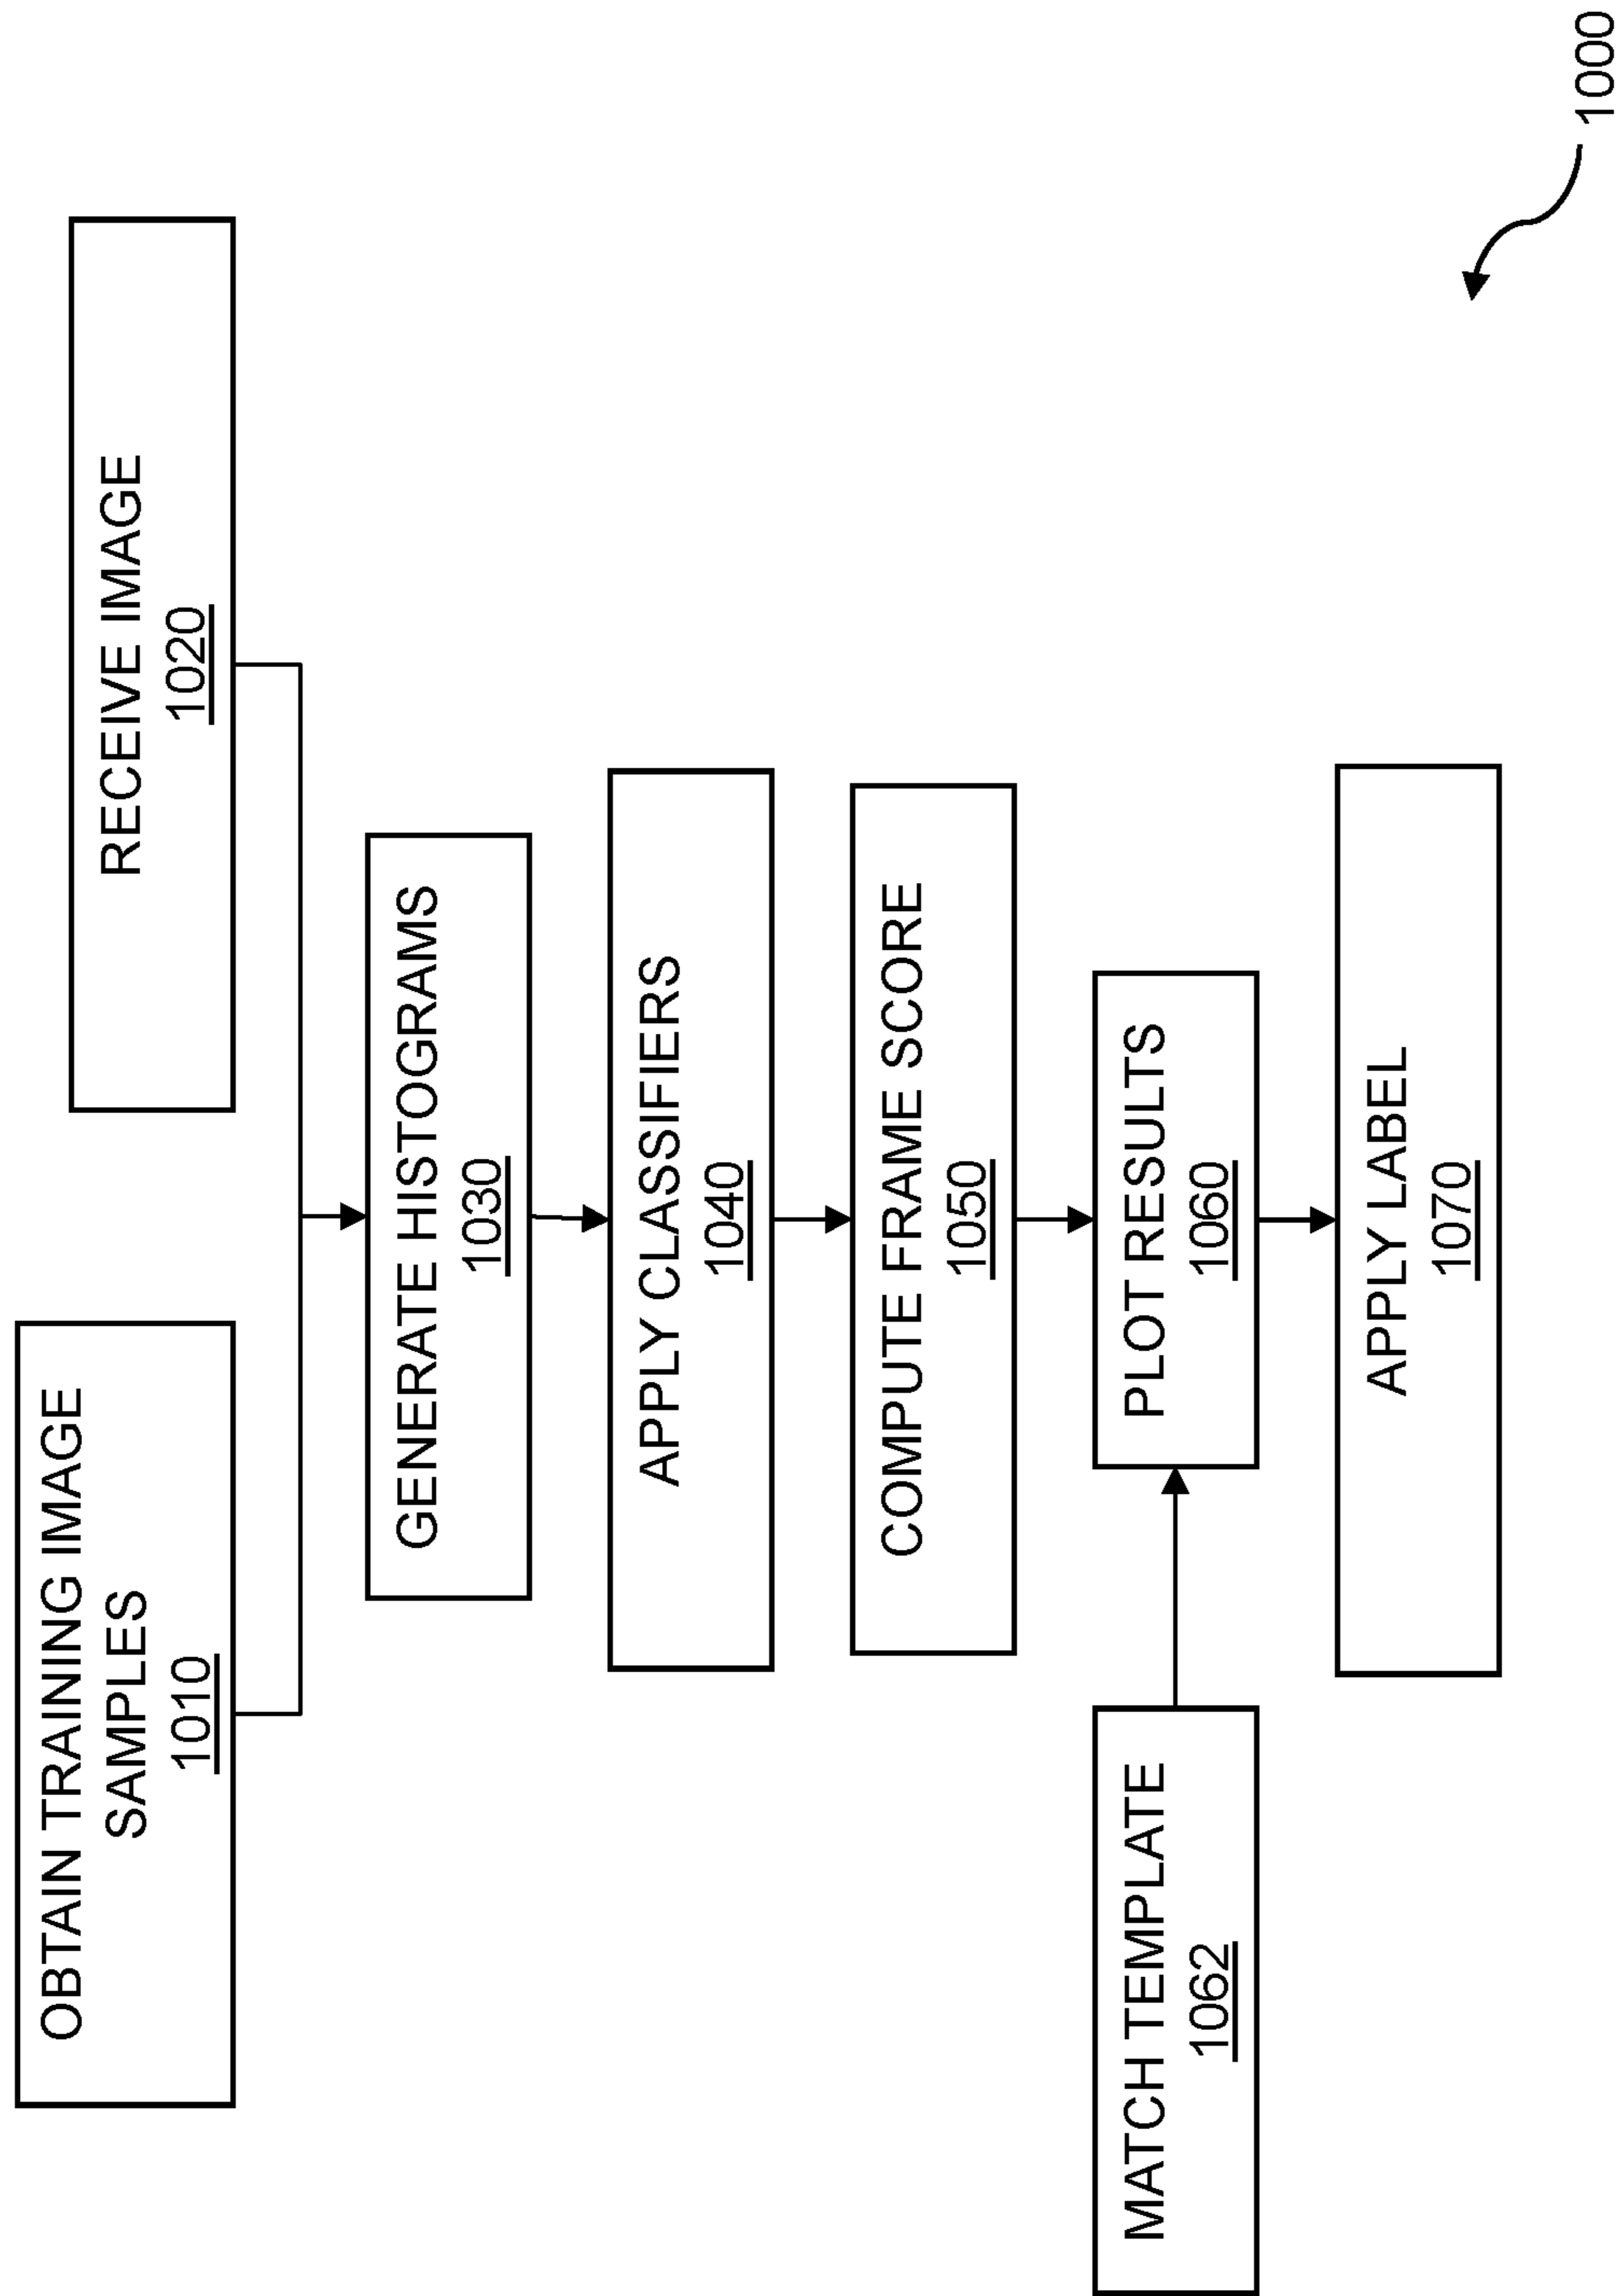 OBTAIN TRAINING IMAGE
SAMPLES
1010
RECEIVE IMAGE
1020
GENERATE HISTOGRAMS
1030
APPLY CLASSIFIERS
1040
COMPUTE FRAME SCORE
1050
MATCH TEMPLATE
1062
PLOT RESULTS
1060
APPLY LABEL
1070
1000